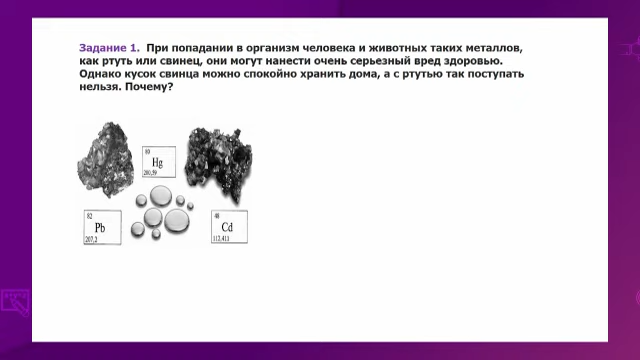 Задание 1. При попадании в организм человека и животных таких металлов,
как ртуть или свинец, они могут нанести очень серьезный вред здоровью.
Однако кусок свинца можно спокойно хранить дома, а с ртутью так поступать
нельзя. Почему?
80
Hg
200,59
82
Pb
207,2
48
Cd
112,411